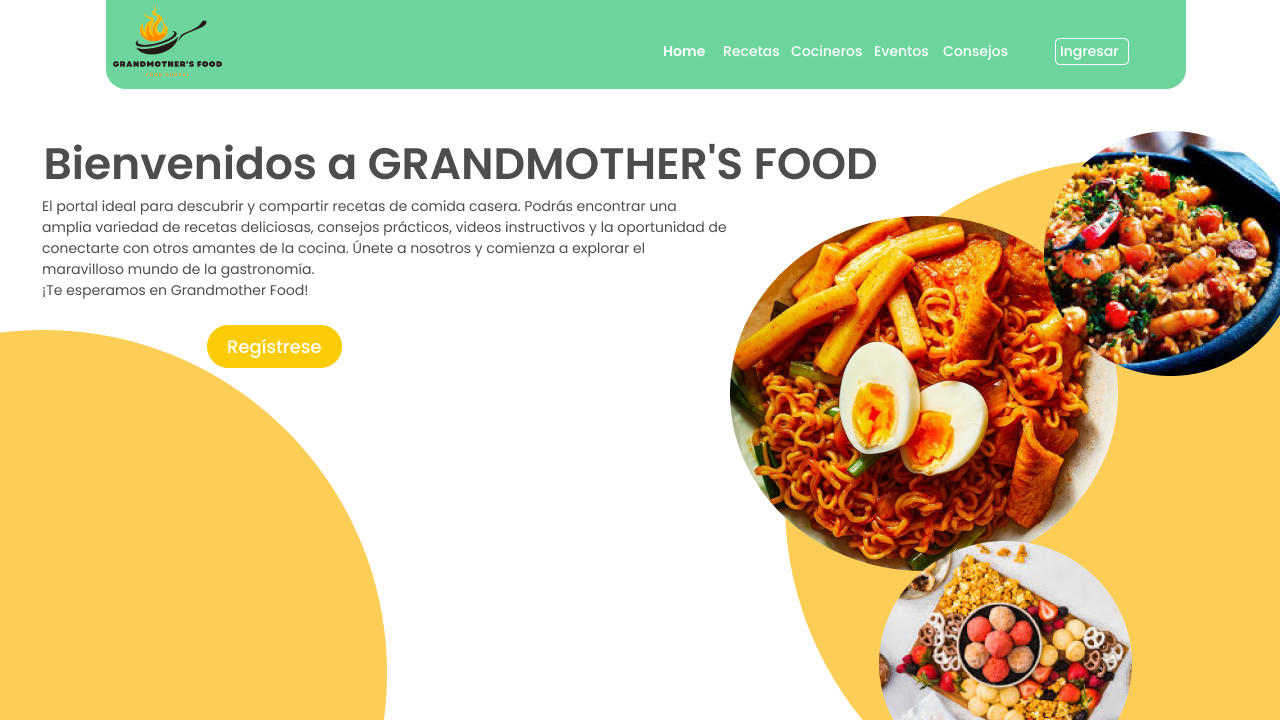 GRANDMOTHER'S FOOD
Home Recetas Cocineros Eventos Consejos Ingresar
Bienvenidos a GRANDMOTHER'S FOOD
El portal ideal para descubrir y compartir recetas de comida casera. Podrás encontrar una
amplia variedad de recetas deliciosas, consejos prácticos, videos instructivos y la oportunidad de
conectarte con otros amantes de la cocina. Únete a nosotros y comienza a explorar el
maravilloso mundo de la gastronomía.
¡Te esperamos en Grandmother Food!
Regístrese